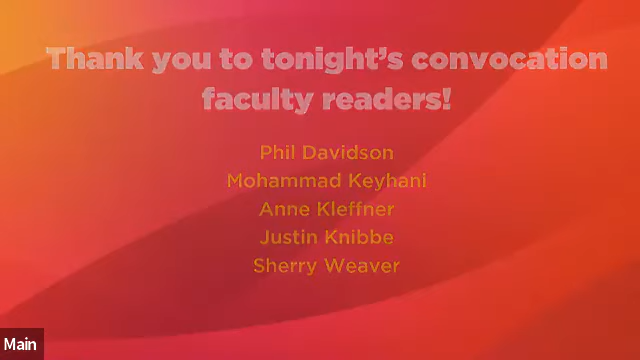 Thank you to tonight's convocation
faculty readers!
Phil Davidson
Mohammad Keyhani
Anne Kleffner
Justin Knibbe
Sherry Weaver
Main